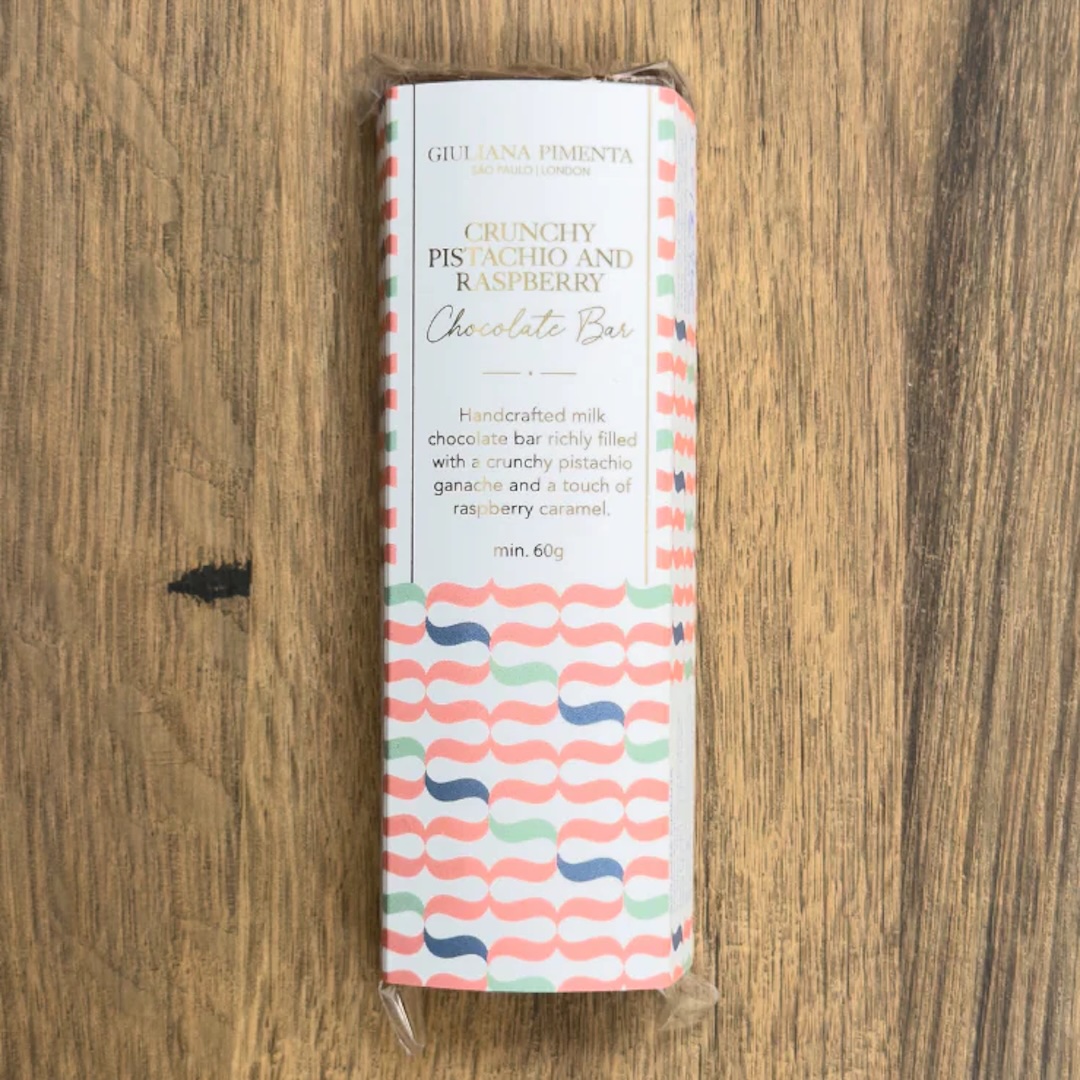 GIULIANA PIMENTA
SÃO PAULO | LONDON
CRUNCHY
PISTACHIO AND
RASPBERRY
Chocolate Bar
Handcrafted milk
chocolate bar richly filled
with a crunchy pistachio
ganache and a touch of
raspberry caramel.
min. 60g